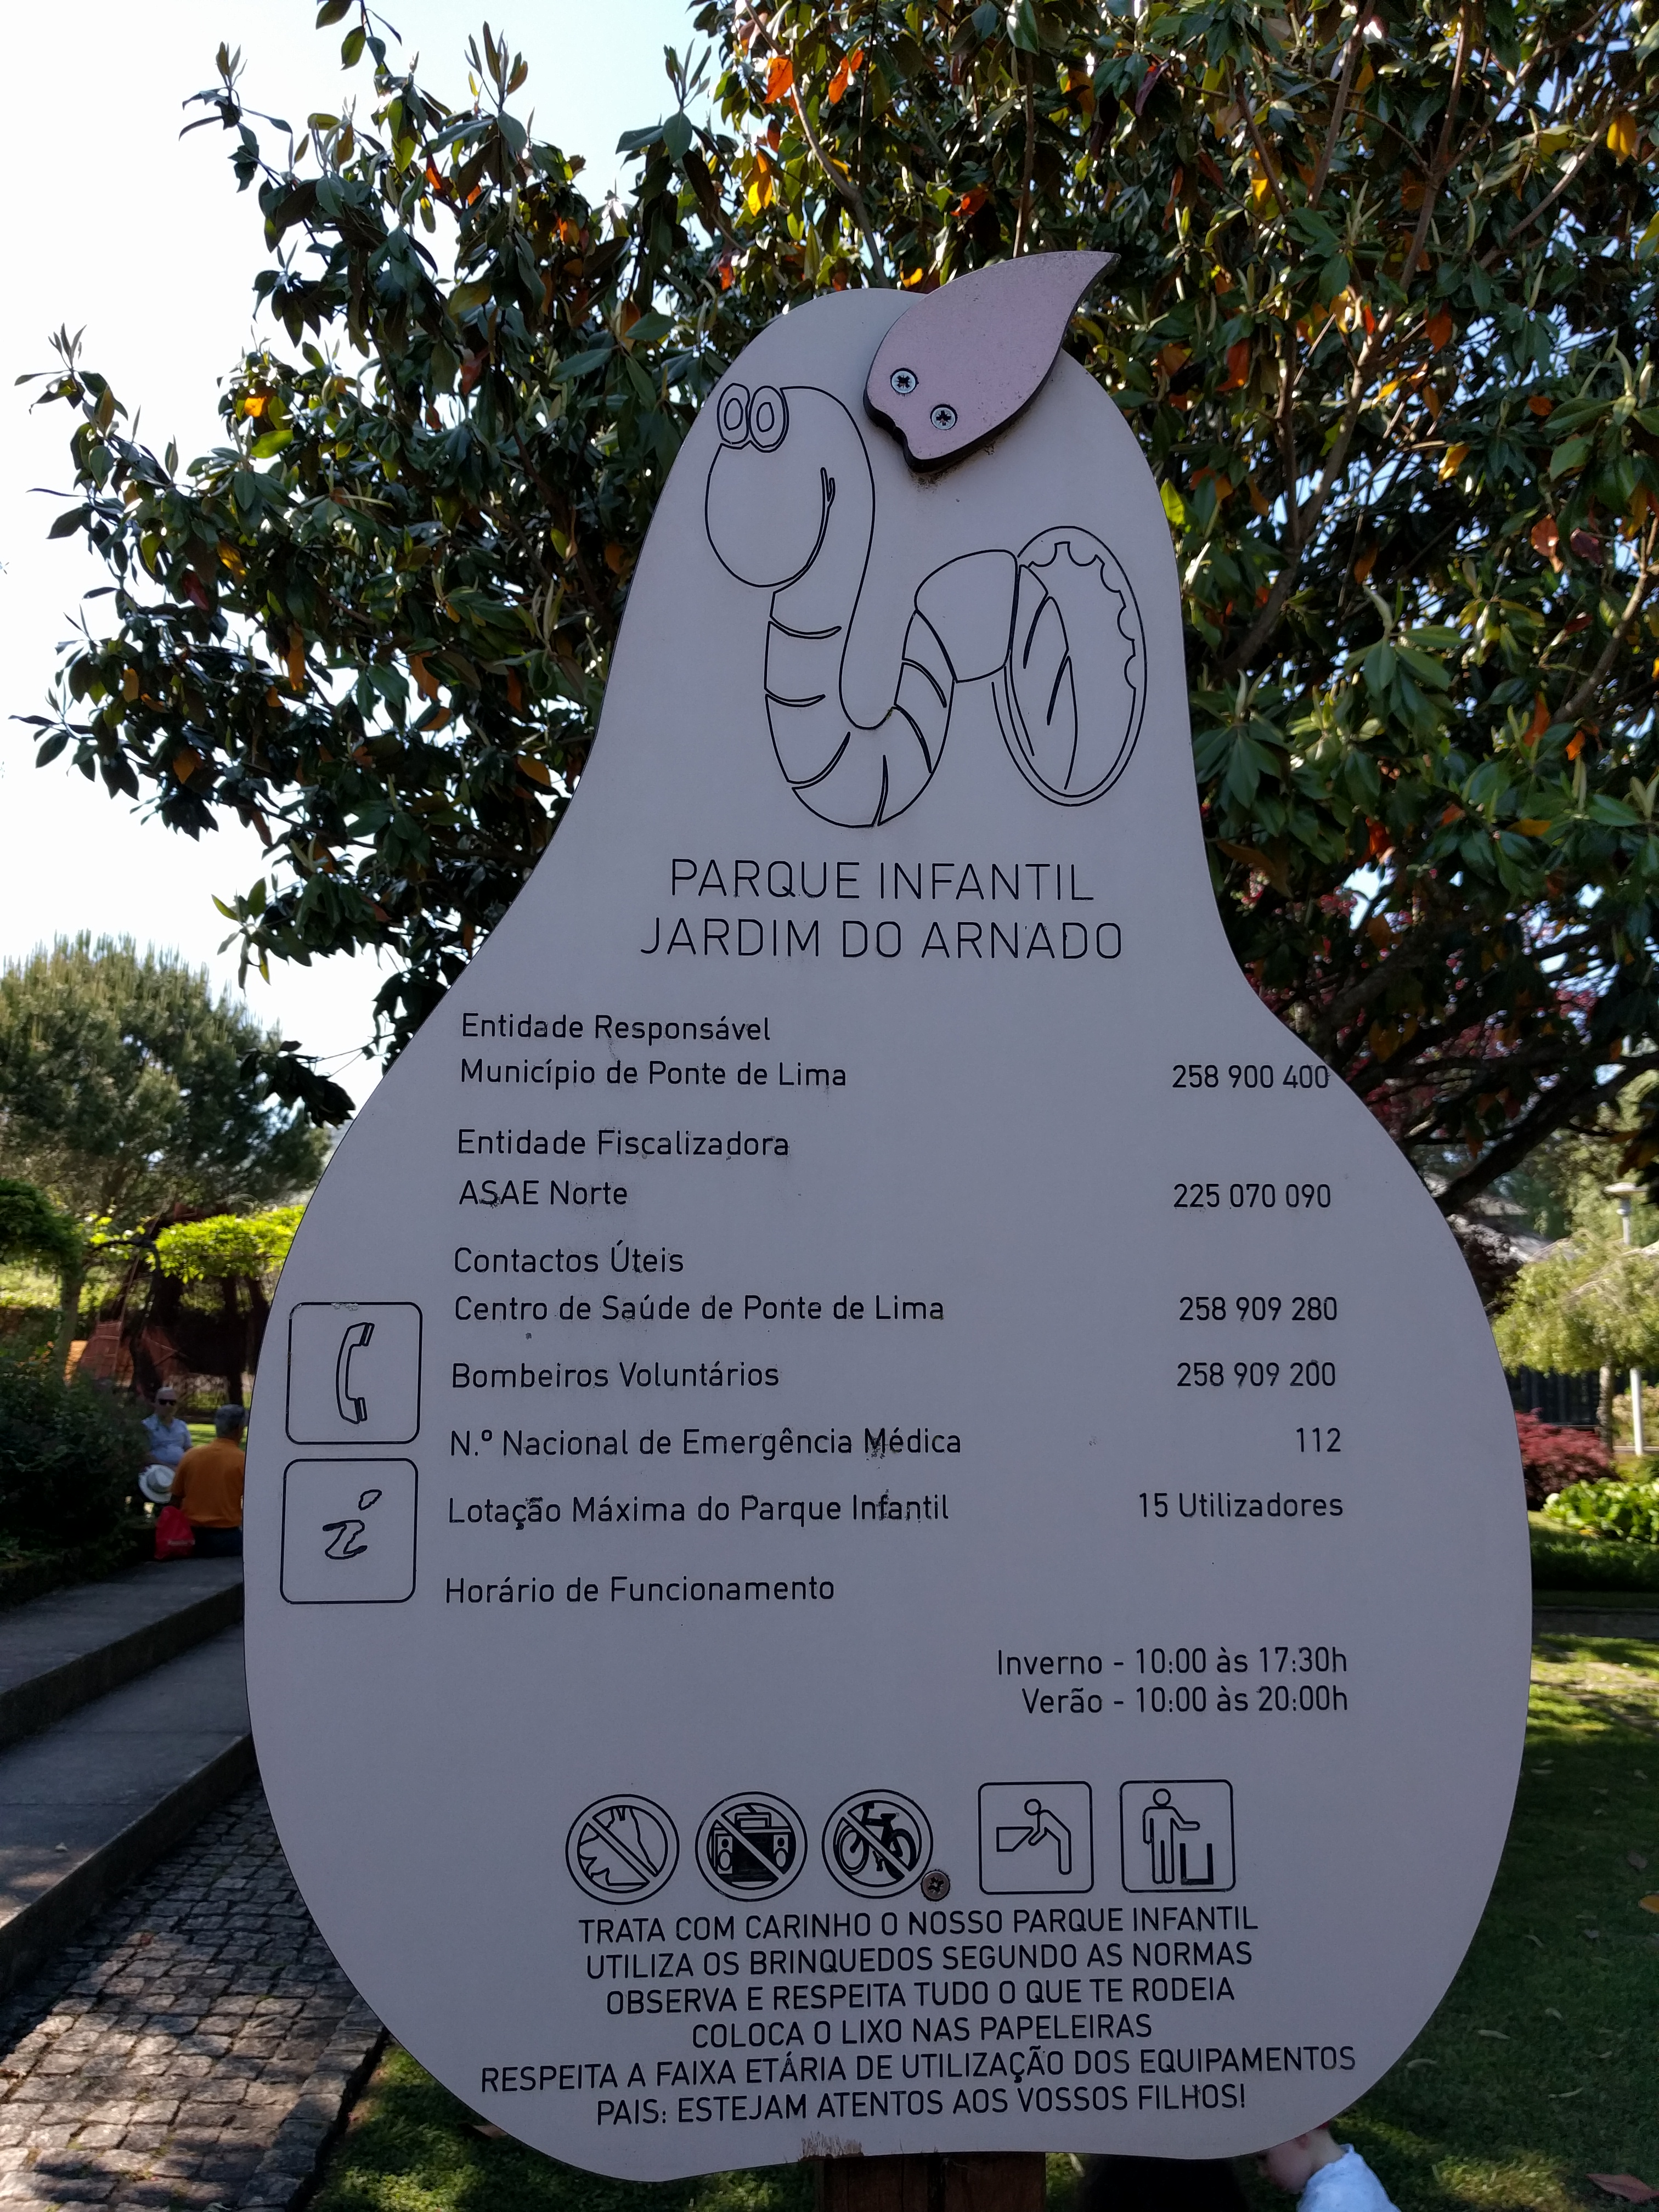 PARQUE INFANTIL
JARDIM DO ARNADO
Entidade Responsável
Município de Ponte de Lima 258 900 400
Entidade Fiscalizadora
ASAE Norte 225 070 090
Contactos Úteis
Centro de Saúde de Ponte de Lima 258 909 280
Bombeiros Voluntários 258 909 200
N.º Nacional de Emergência Médica 112
Lotação Máxima do Parque Infantil 15 Utilizadores
Horário de Funcionamento
Inverno - 10:00 às 17:30h
Verão - 10:00 às 20:00h
TRATA COM CARINHO O NOSSO PARQUE INFANTIL
UTILIZA OS BRINQUEDOS SEGUNDO AS NORMAS
OBSERVA E RESPEITA TUDO O QUE TE RODEIA
COLOCA O LIXO NAS PAPELEIRAS
RESPEITA A FAIXA ETÁRIA DE UTILIZAÇÃO DOS EQUIPAMENTOS
PAIS: ESTEJAM ATENTOS AOS VOSSOS FILHOS!